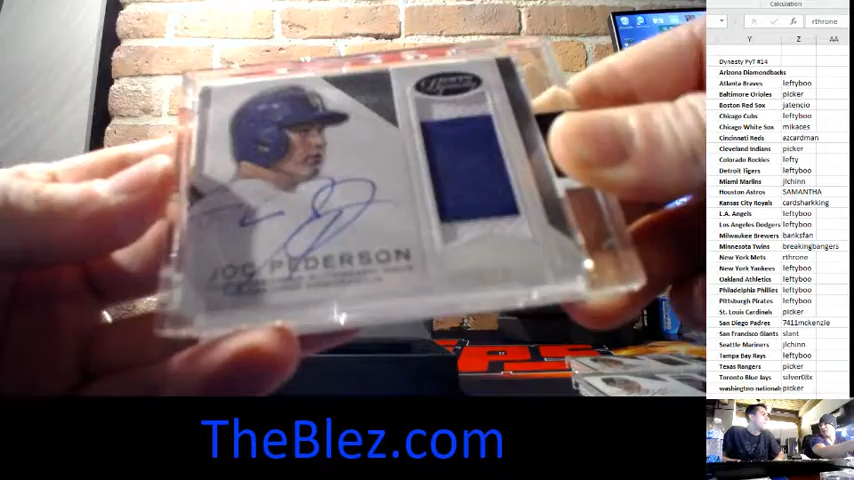 DYNASTY
JOC PEDERSON
TheBlez.com
Calculation
fx
rthrone
Y Z AA
Dynasty PYT #14
Arizona Diamondbacks
Atlanta Braves leftyboo
Baltimore Orioles picker
Boston Red Sox jatencio
Chicago Cubs leftyboo
Chicago White Sox mikaces
Cincinnati Reds azcardman
Cleveland Indians picker
Colorado Rockies lefty
Detroit Tigers leftyboo
Miami Marlins jlchinn
Houston Astros SAMANTHA
Kansas City Royals cardsharkking
L.A. Angels leftyboo
Los Angeles Dodgers leftyboo
Milwaukee Brewers banksfan
Minnesota Twins breakingbangers
New York Mets rthrone
New York Yankees leftyboo
Oakland Athletics leftyboo
Philadelphia Phillies leftyboo
Pittsburgh Pirates leftyboo
St. Louis Cardinals picker
San Diego Padres 7411mckenzie
San Francisco Giants slant
Seattle Mariners jlchinn
Tampa Bay Rays leftyboo
Texas Rangers picker
Toronto Blue Jays silver08x
washington nationals picker